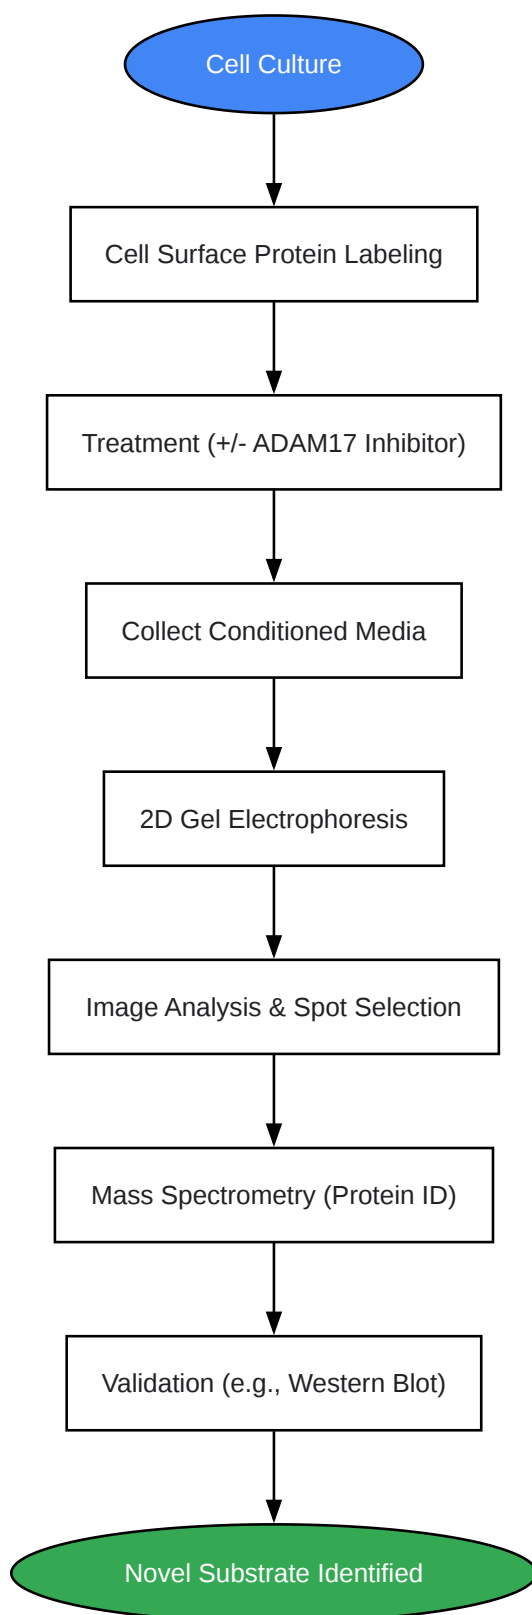 Cell Culture
Cell Surface Protein Labeling
Treatment (+/- ADAM17 Inhibitor)
Collect Conditioned Media
2D Gel Electrophoresis
Image Analysis & Spot Selection
Mass Spectrometry (Protein ID)
Validation (e.g., Western Blot)
Novel Substrate Identified